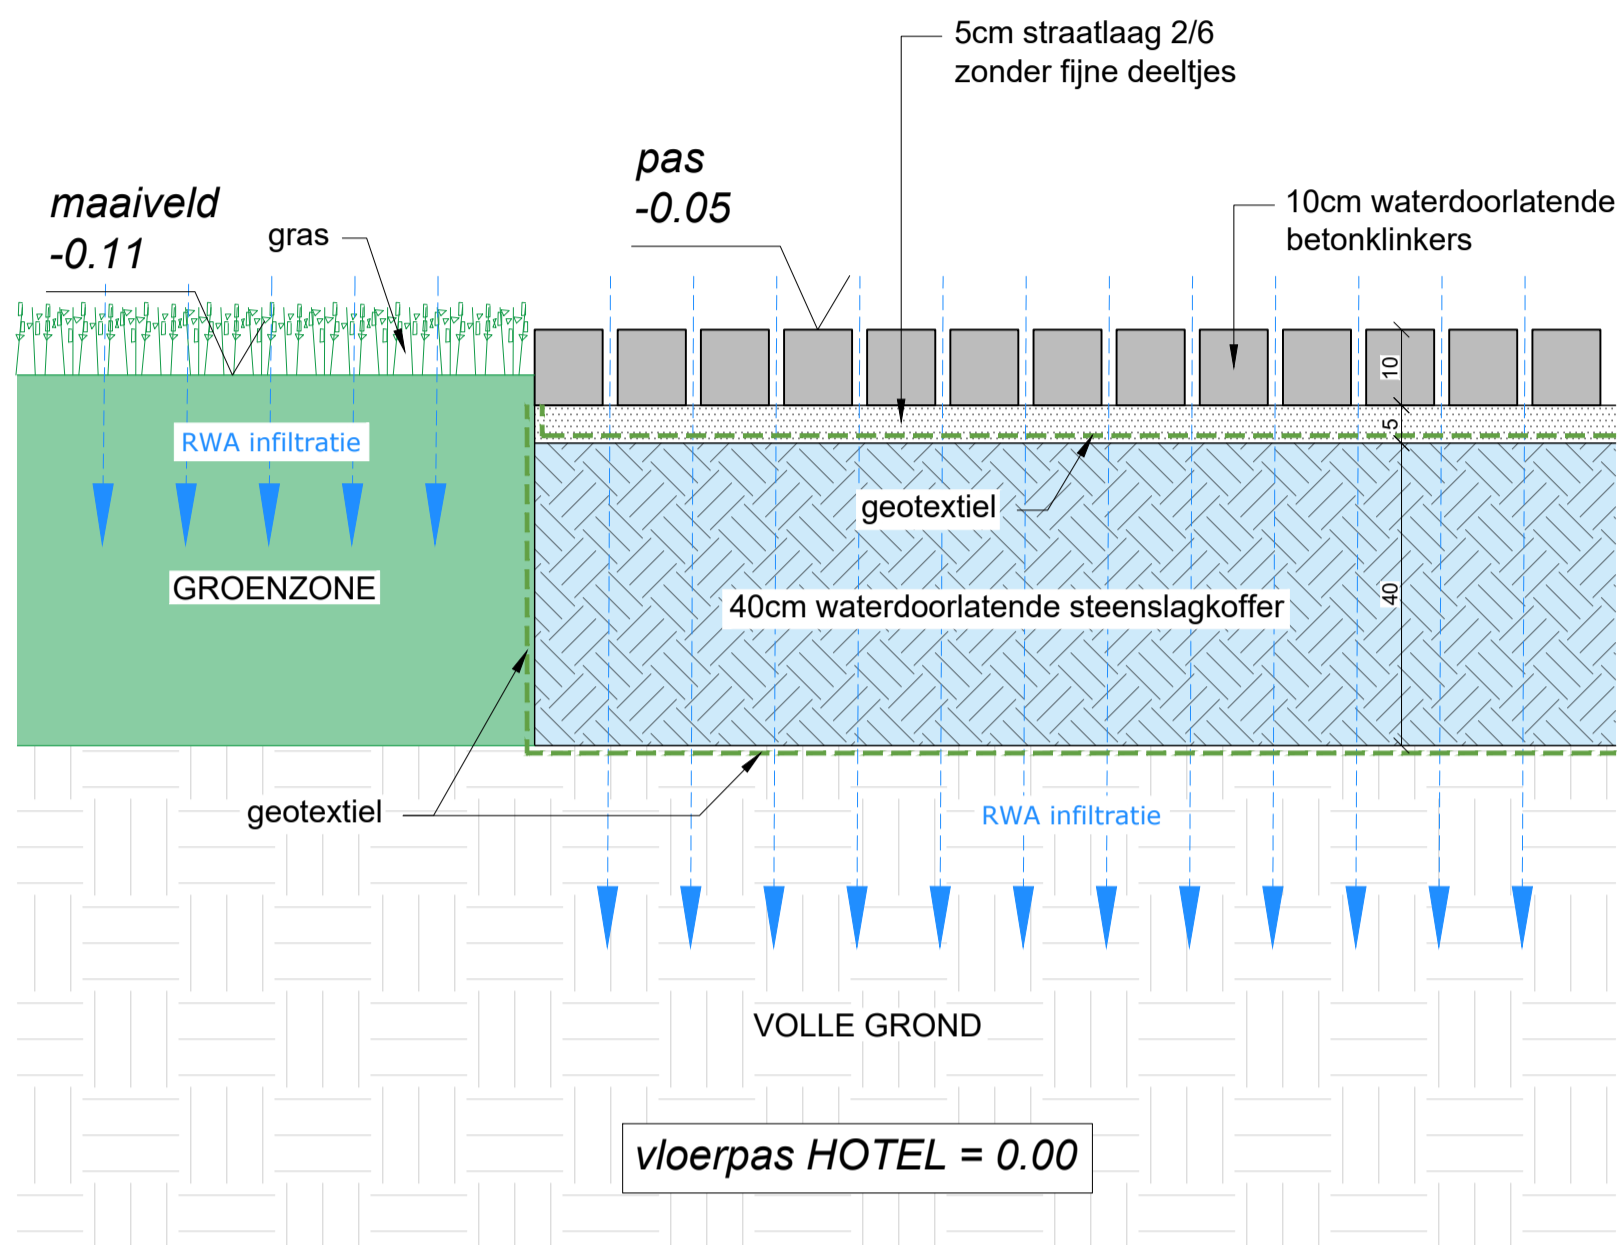 5cm straatlaag 2/6
zonder fijne deeltjes
pas
-0.05
maaiveld
-0.11
gras
10cm waterdoorlatende
betonklinkers
10
5
RWA infiltratie
geotextiel
GROENZONE
40cm waterdoorlatende steenslagkoffer
40
geotextiel
RWA infiltratie
VOLLE GROND
vloerpas HOTEL = 0.00